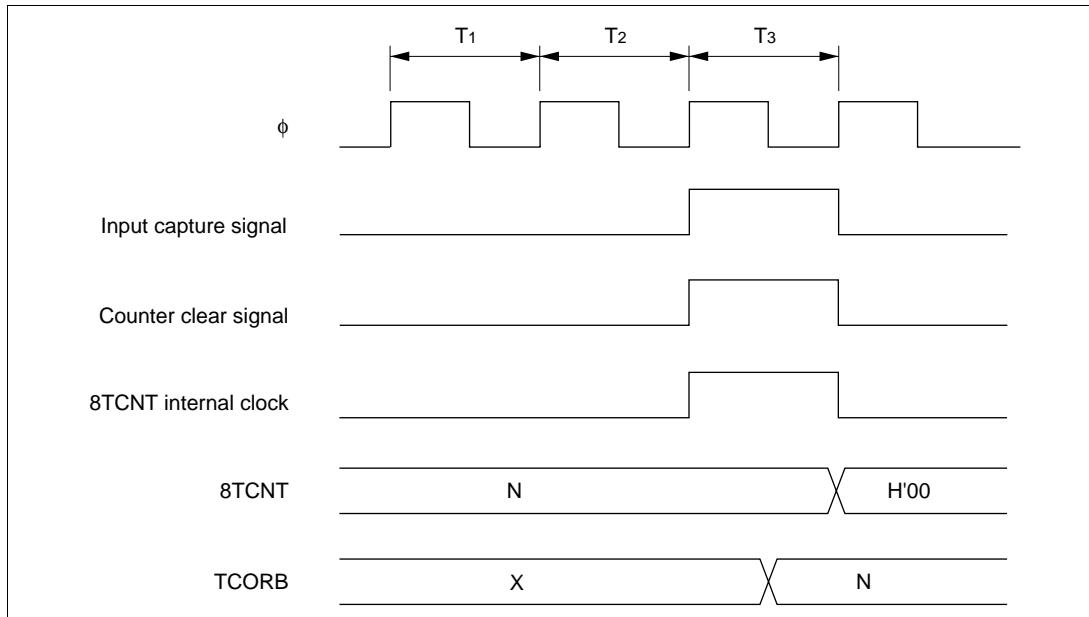 T1 T2 T3
ϕ
Input capture signal
Counter clear signal
8TCNT internal clock
8TCNT N H'00
TCORB X N